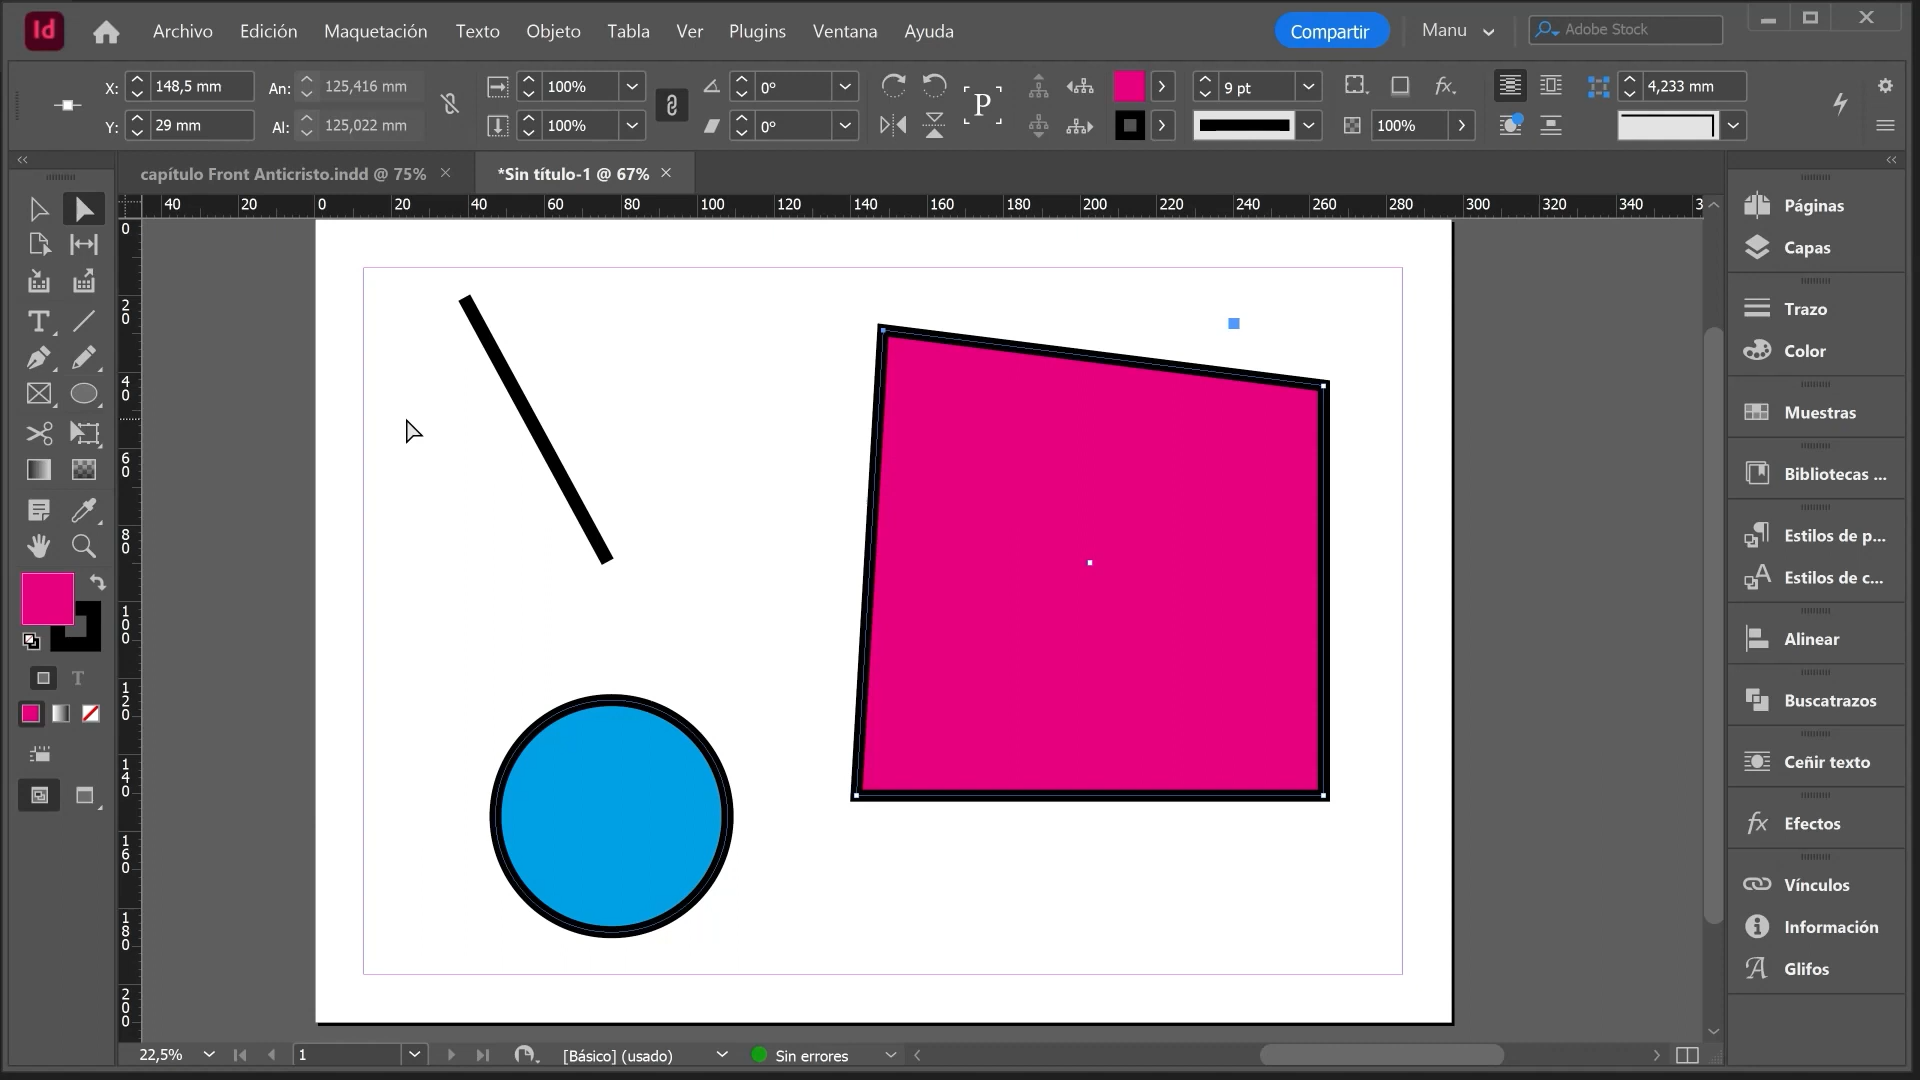 Id Archivo Edición Maquetación Texto Objeto Tabla Ver Plugins Ventana Ayuda Compartir Manu Adobe Stock
X: 148,5 mm An: 125,416 mm 100% 0° P 9 pt fx. 4,233 mm
Y: 29 mm Al: 125,022 mm 100% 0° 100%
capítulo Front Anticristo.indd @ 75% *Sin título-1 @ 67%
40 20 0 20 40 60 80 100 120 140 160 180 200 220 240 260 280 300 320 340 3
0
20
40
60
80
100
120
140
160
180
200
T
T
Páginas
Capas
Trazo
Color
Muestras
Bibliotecas ...
Estilos de p...
Estilos de c...
Alinear
Buscatrazos
Ceñir texto
fx Efectos
Vínculos
Información
Glifos
22,5% 1 [Básico] (usado) Sin errores